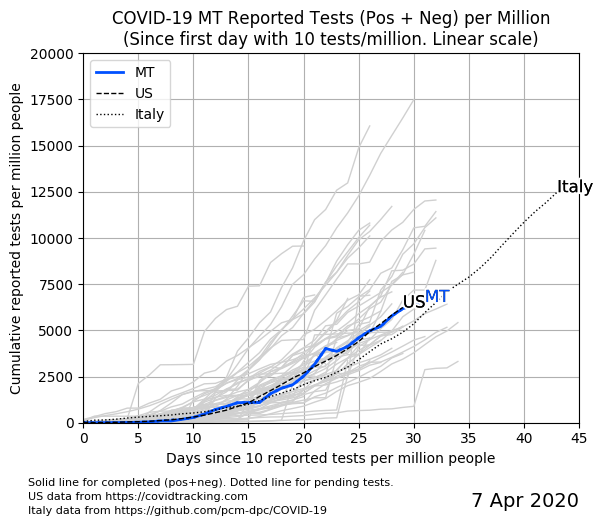 COVID-19 MT Reported Tests (Pos + Neg) per Million
(Since first day with 10 tests/million. Linear scale)
Cumulative reported tests per million people
20000
17500
15000
12500
10000
7500
5000
2500
0
MT
US
Italy
Italy
US
MT
0 5 10 15 20 25 30 35 40 45
Days since 10 reported tests per million people
Solid line for completed (pos+neg). Dotted line for pending tests.
US data from https://covidtracking.com
Italy data from https://github.com/pcm-dpc/COVID-19
7 Apr 2020